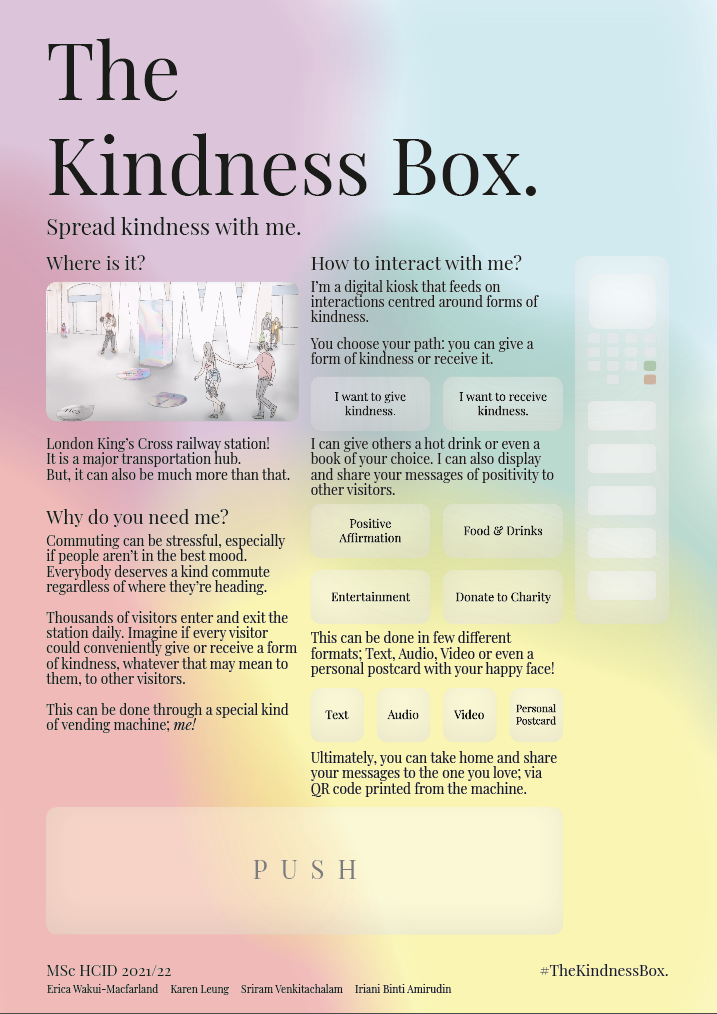 The
Kindness Box.
Spread kindness with me.
Where is it?
London King's Cross railway station!
It is a major transportation hub.
But, it can also be much more than that.
Why do you need me?
Commuting can be stressful, especially
if people aren't in the best mood.
Everybody deserves a kind commute
regardless of where they're heading.
Thousands of visitors enter and exit the
station daily. Imagine if every visitor
could conveniently give or receive a form
of kindness, whatever that may mean to
them, to other visitors.
This can be done through a special kind
of vending machine; me!
How to interact with me?
I'm a digital kiosk that feeds on
interactions centred around forms of
kindness.
You choose your path: you can give a
form of kindness or receive it.
I want to give
kindness.
I want to receive
kindness.
I can give others a hot drink or even a
book of your choice. I can also display
and share your messages of positivity to
other visitors.
Positive
Affirmation
Food & Drinks
Entertainment
Donate to Charity
This can be done in few different
formats; Text, Audio, Video or even a
personal postcard with your happy face!
Text
Audio
Video
Personal
Postcard
Ultimately, you can take home and share
your messages to the one you love; via
QR code printed from the machine.
PUSH
MSc HCID 2021/22
#TheKindnessBox.
Erica Wakui-Macfarland Karen Leung Sriram Venkitachalam Iriani Binti Amirudin